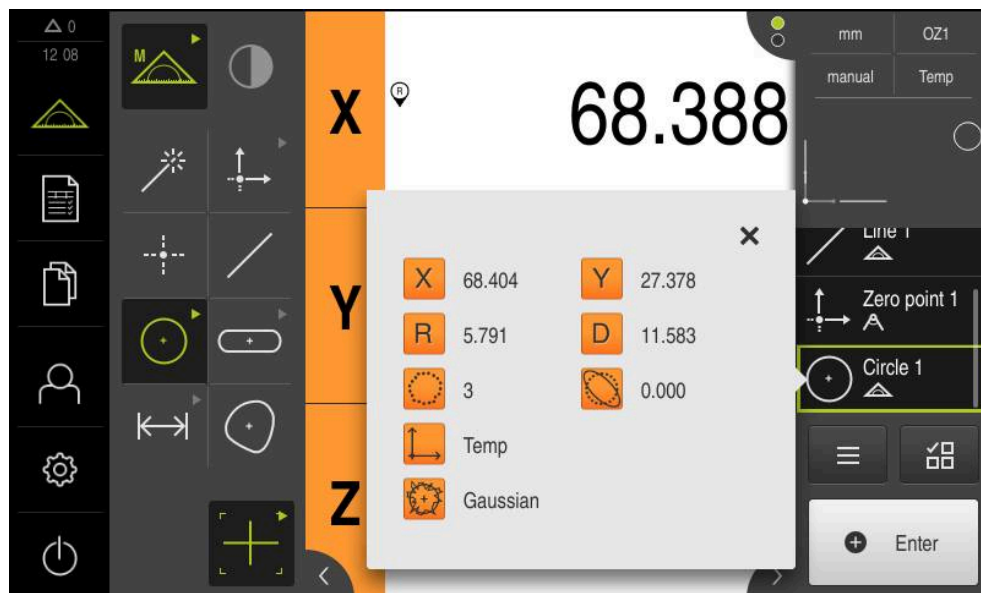 0
12 08
M
X
R
68.388
mm
OZ1
manual
Temp
X
68.404
Y
27.378
R
5.791
D
11.583
3
0.000
Temp
Gaussian
Y
Z
Line 1
Zero point 1
Circle 1
Enter